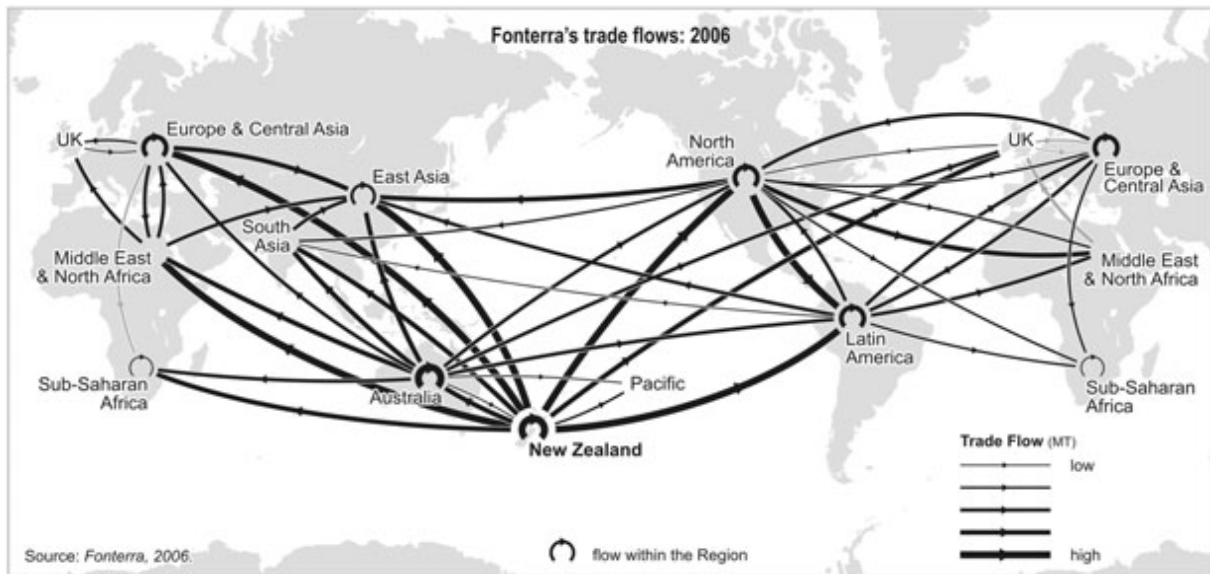 Fonterra's trade flows: 2006
UK
Europe & Central Asia
East Asia
South
Asia
Middle East
& North Africa
Sub-Saharan
Africa
Australia
New Zealand
Pacific
North
America
Latin
America
UK
Europe &
Central Asia
Middle East
& North Africa
Sub-Saharan
Africa
Trade Flow (MT)
low
high
Source: Fonterra, 2006.
flow within the Region